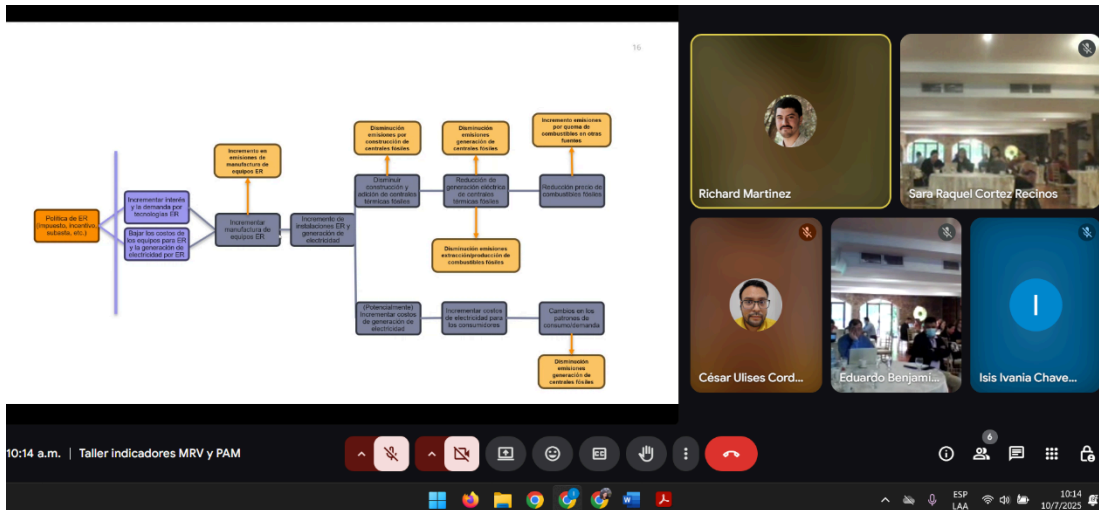 16
Política de ER
(impuesto, incentivo,
subasta, etc.)
Incrementar interés
y la demanda por
tecnologías ER
Bajar los costos de
los equipos para ER
y la generación de
electricidad por ER
Incremento en
emisiones de
manufactura de
equipos ER
Incrementar
manufactura de
equipos ER
Incremento de
instalaciones ER y
generación de
electricidad
Disminución
emisiones por
construcción de
centrales fósiles
Disminución
emisiones
generación de
centrales fósiles
Incremento emisiones
por quema de
combustibles en otras
fuentes
Disminuir
construcción y
adición de centrales
térmicas fósiles
Reducción de
generación eléctrica
de centrales
térmicas fósiles
Reducción precio de
combustibles fósiles
Disminución emisiones
extracción/producción de
combustibles fósiles
(Potencialmente)
Incrementar costos
de generación de
electricidad
Incrementar costos
de electricidad para
los consumidores
Cambios en los
patrones de
consumo/demanda
Disminución
emisiones
generación de
centrales fósiles
Richard Martinez
Sara Raquel Cortez Recinos
César Ulises Cord...
Eduardo Benjami...
I
Isis Ivania Chave...
10:14 a.m. | Taller indicadores MRV y PAM
CC
6
ESP
LAA
10:14
10/7/2025